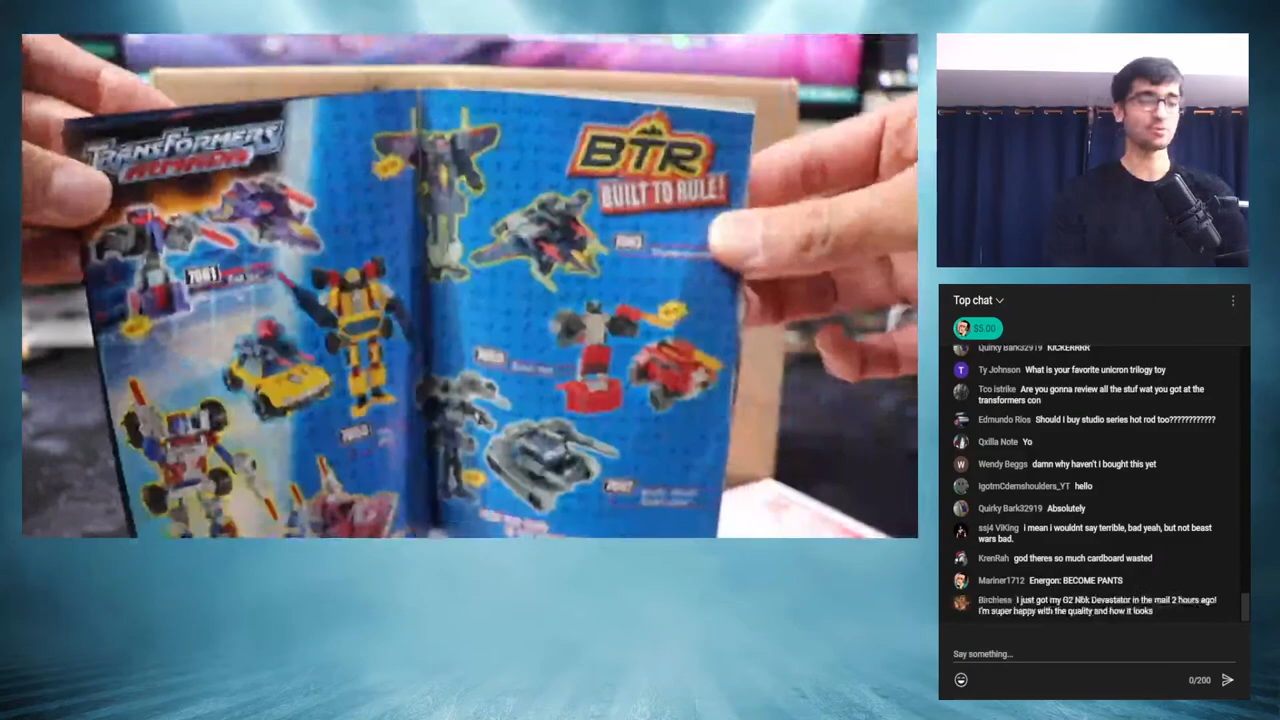 TRANSFORMERS
ARMADA
BTR
BUILT TO RULE!
7081
Top chat
$5.00
Quirky Bark32919 KICKERRRR
Ty Johnson What is your favorite unicron trilogy toy
Tco istrike Are you gonna review all the stuf wat you got at the
transformers con
Edmundo Rios Should I buy studio series hot rod too????????????
Qxilla Note Yo
W Wendy Beggs damn why haven't I bought this yet
IgotmCdemshoulders_YT hello
Quirky Bark32919 Absolutely
ssj4 ViKing i mean i wouldnt say terrible, bad yeah, but not beast
wars bad.
KrenRah god theres so much cardboard wasted
Mariner1712 Energon: BECOME PANTS
Birchless I just got my G2 Nbk Devastator in the mail 2 hours ago!
I'm super happy with the quality and how it looks
Say something...
0/200